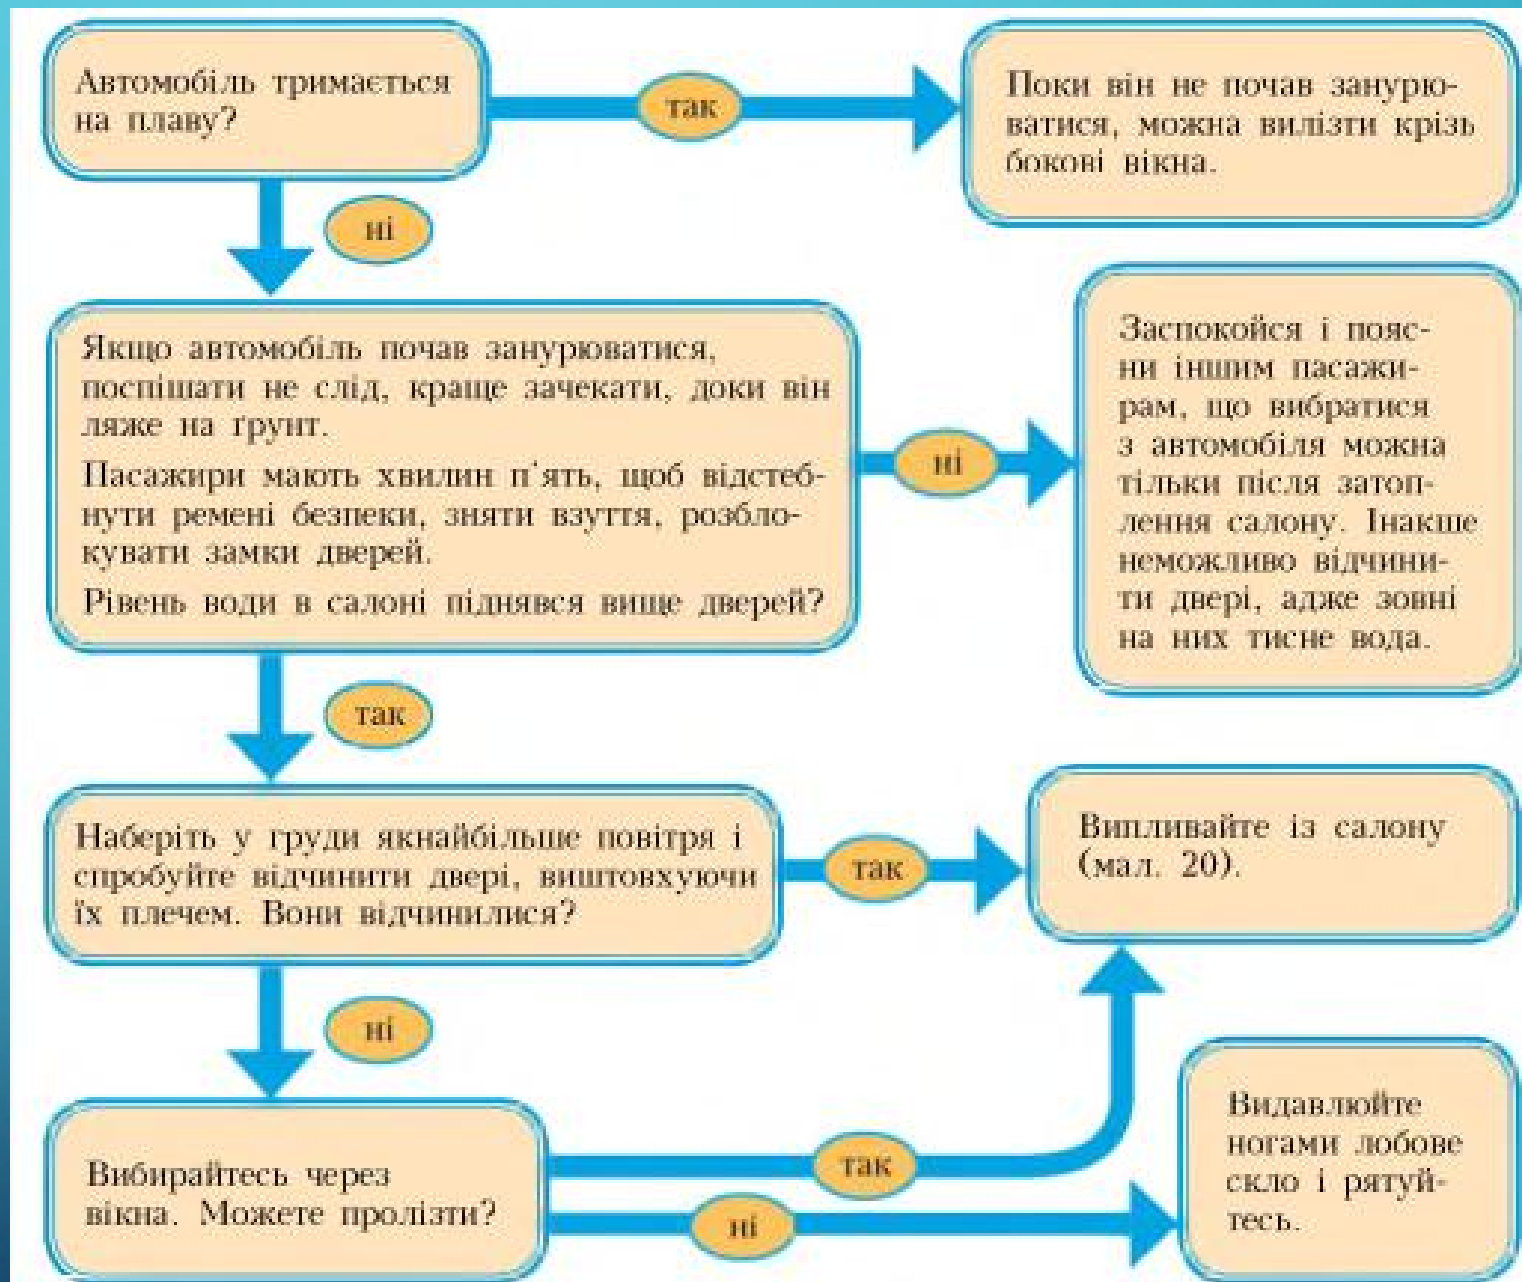 Автомобіль тримається
на плаву?
так
Поки він не почав занурю-
ватися, можна вилізти крізь
бокові вікна.
ні
Якщо автомобіль почав занурюватися,
поспішати не слід, краще зачекати, доки він
ляже на ґрунт.
Пасажири мають хвилин п'ять, щоб відстеб-
нути ремені безпеки, зняти взуття, розбло-
кувати замки дверей.
Рівень води в салоні піднявся вище дверей?
ні
Заспокойся і пояс-
ни іншим пасажи-
рам, що вибратися
з автомобіля можна
тільки після затоп-
лення салону. Інакше
неможливо відчини-
ти двері, адже зовні
на них тисне вода.
так
Наберіть у груди якнайбільше повітря і
спробуйте відчинити двері, виштовхуючи
їх плечем. Вони відчинилися?
так
Випливайте із салону
(мал. 20).
ні
Вибирайтесь через
вікна. Можете пролізти?
так
ні
Видавлюйте
ногами лобове
скло і рятуй-
тесь.